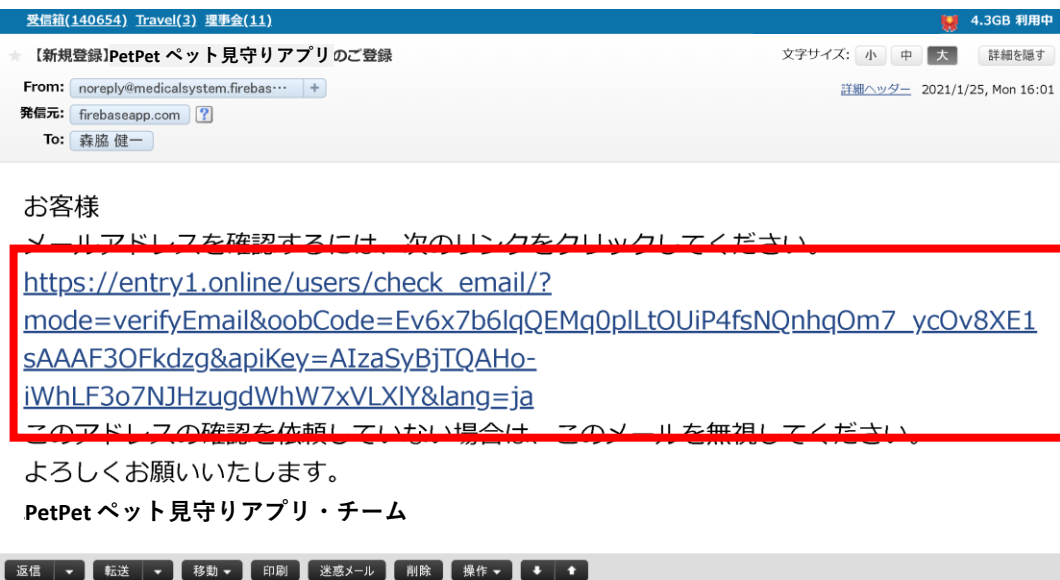 受信箱(140654) Travel(3) 理事会(11) 4.3GB 利用中
【新規登録】PetPet ペット見守りアプリのご登録 文字サイズ: 小 中 大 詳細を隠す
From: noreply@medicalsystem.firebas… + 詳細ヘッダー 2021/1/25, Mon 16:01
発信元: firebaseapp.com ?
To: 森脇 健一
お客様
メールアドレスを確認するには、次のリンクをクリックしてください。
https://entry1.online/users/check_email/?
mode=verifyEmail&oobCode=Ev6x7b6lqQEMq0plLtOUiP4fsNQnhqOm7_ycOv8XE1
sAAAF3OFkdzg&apiKey=AIzaSyBjTQAHo-
iWhLF3o7NJHzugdWhW7xVLXlY&lang=ja
このアドレスの確認を依頼していない場合は、このメールを無視してください。
よろしくお願いいたします。
PetPet ペット見守りアプリ・チーム
返信 転送 移動 印刷 迷惑メール 削除 操作